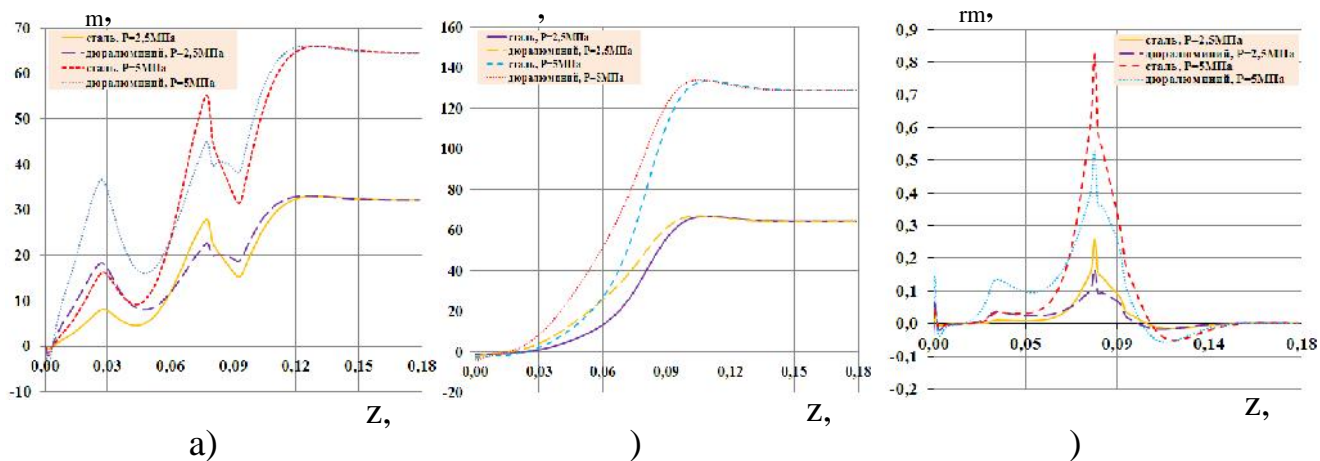 m,
70
60
50
40
30
20
10
0
-10
0,00
0,03
0,06
0,09
0,12
0,18
сталь, P=2,5МПа
дюралюминий, P=2,5МПа
сталь, P=5МПа
дюралюминий, P=5МПа
z,
а)
,
160
140
120
100
80
60
40
20
0
-20
0,00
0,03
0,06
0,09
0,12
0,18
сталь, P=2,5МПа
дюралюминий, P=2,5МПа
сталь, P=5МПа
дюралюминий, P=5МПа
z,
)
rm,
0,9
0,8
0,7
0,6
0,5
0,4
0,3
0,2
0,1
0,0
-0,1
-0,2
0,00
0,05
0,09
0,14
0,18
сталь, P=2,5МПа
дюралюминий, P=2,5МПа
сталь, P=5МПа
дюралюминий, P=5МПа
z,
)